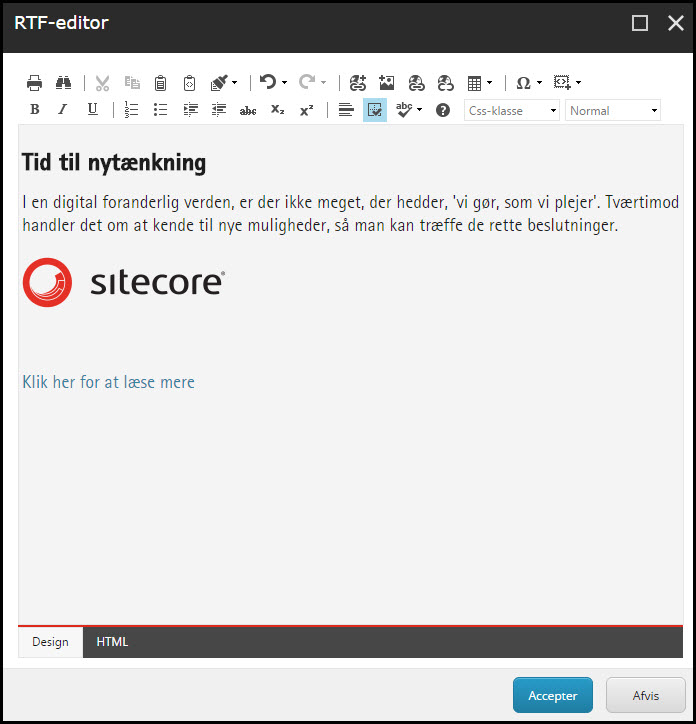 RTF-editor
Ω
B I U abc X₂ X² abc ? Css-klasse Normal
Tid til nytænkning
I en digital foranderlig verden, er der ikke meget, der hedder, 'vi gør, som vi plejer'. Tværtimod
handler det om at kende til nye muligheder, så man kan træffe de rette beslutninger.
sitecore®
Klik her for at læse mere
Design HTML
Accepter Afvis